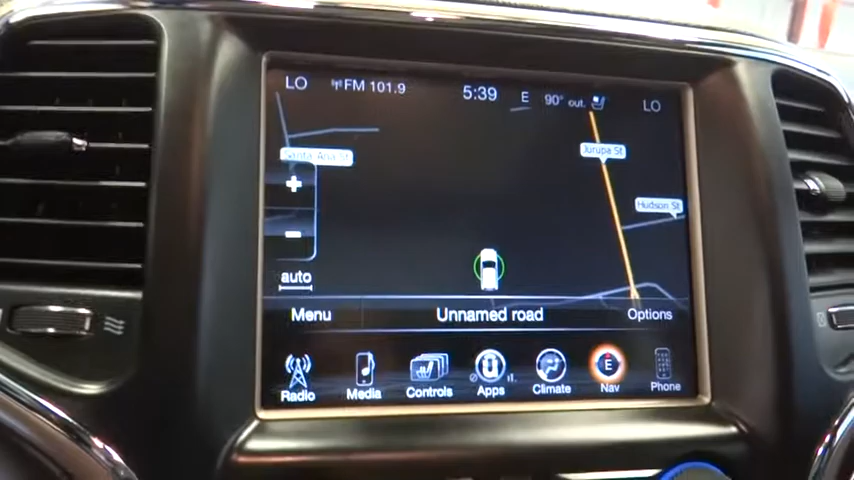 LO FM 101.9 5:39 E 90° out. LO
Santa Ana St
Jurupa St
Hudson St
+
-
auto
Menu Unnamed road Options
E
Radio Media Controls Apps Climate Nav Phone